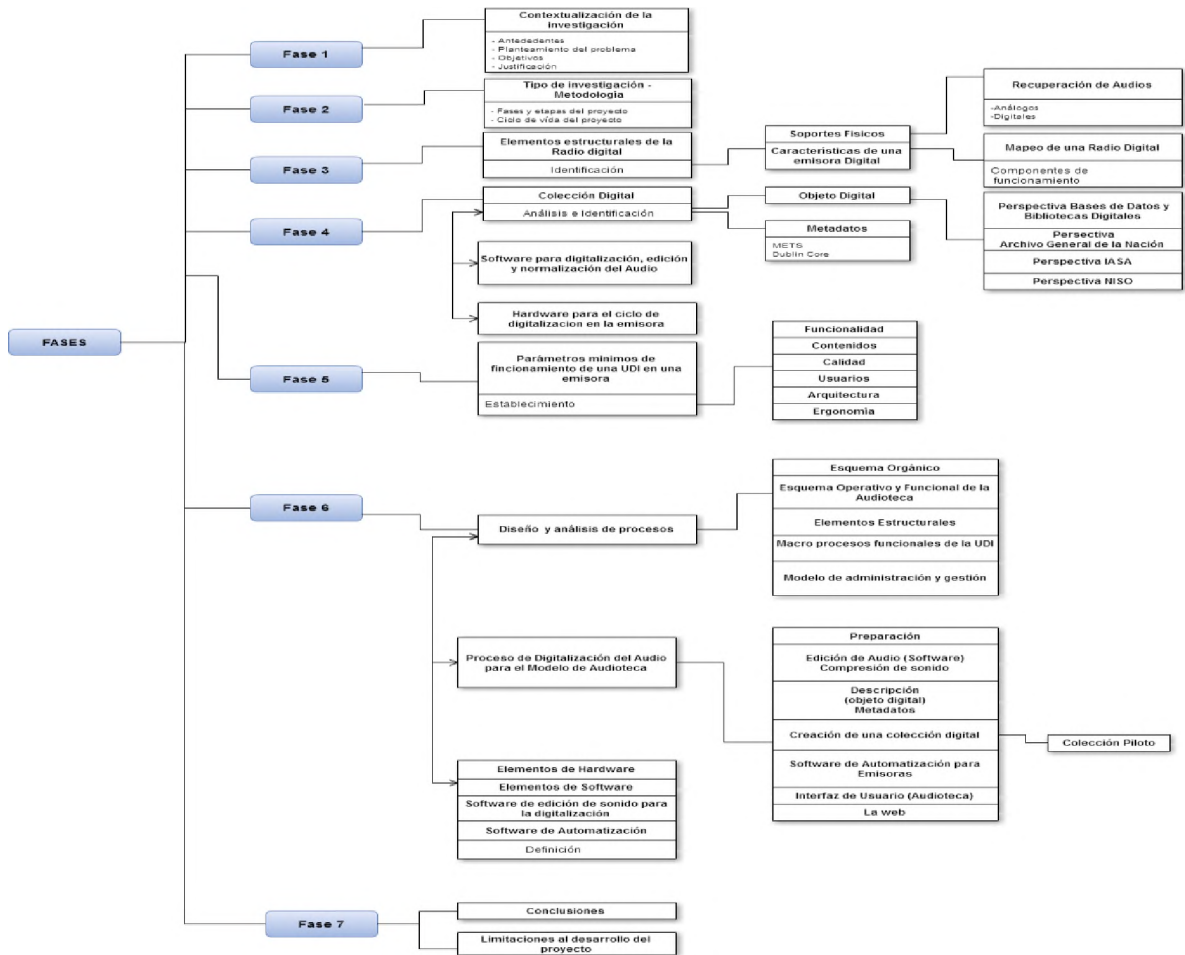 FASES
Fase 1
Contextualización de la
investigación
- Antededentes
- Planteamiento del problema
- Objetivos
- Justificación
Fase 2
Tipo de investigación -
Metodología
- Fases y etapas del proyecto
- Ciclo de vida del proyecto
Fase 3
Elementos estructurales de la
Radio digital
Identificación
Soportes Físicos
Características de una
emisora Digital
Recuperación de Audios
-Análogos
-Digitales
Mapeo de una Radio Digital
Componentes de
funcionamiento
Fase 4
Colección Digital
Análisis e Identificación
Objeto Digital
Metadatos
METS
Dublin Core
Perspectiva Bases de Datos y
Bibliotecas Digitales
Persectiva
Archivo General de la Nación
Perspectiva IASA
Perspectiva NISO
Software para digitalización, edición
y normalización del Audio
Hardware para el ciclo de
digitalizacion en la emisora
Fase 5
Parámetros mínimos de
fincionamiento de una UDI en una
emisora
Establecimiento
Funcionalidad
Contenidos
Calidad
Usuarios
Arquitectura
Ergonomía
Fase 6
Diseño y análisis de procesos
Esquema Orgánico
Esquema Operativo y Funcional de la
Audioteca
Elementos Estructurales
Macro procesos funcionales de la UDI
Modelo de administración y gestión
Proceso de Digitalización del Audio
para el Modelo de Audioteca
Preparación
Edición de Audio (Software)
Compresión de sonido
Descripción
(objeto digital)
Metadatos
Creación de una colección digital
Software de Automatización para
Emisoras
Interfaz de Usuario (Audioteca)
La web
Colección Piloto
Elementos de Hardware
Elementos de Software
Software de edición de sonido para
la digitalización
Software de Automatización
Definición
Fase 7
Conclusiones
Limitaciones al desarrollo del
proyecto